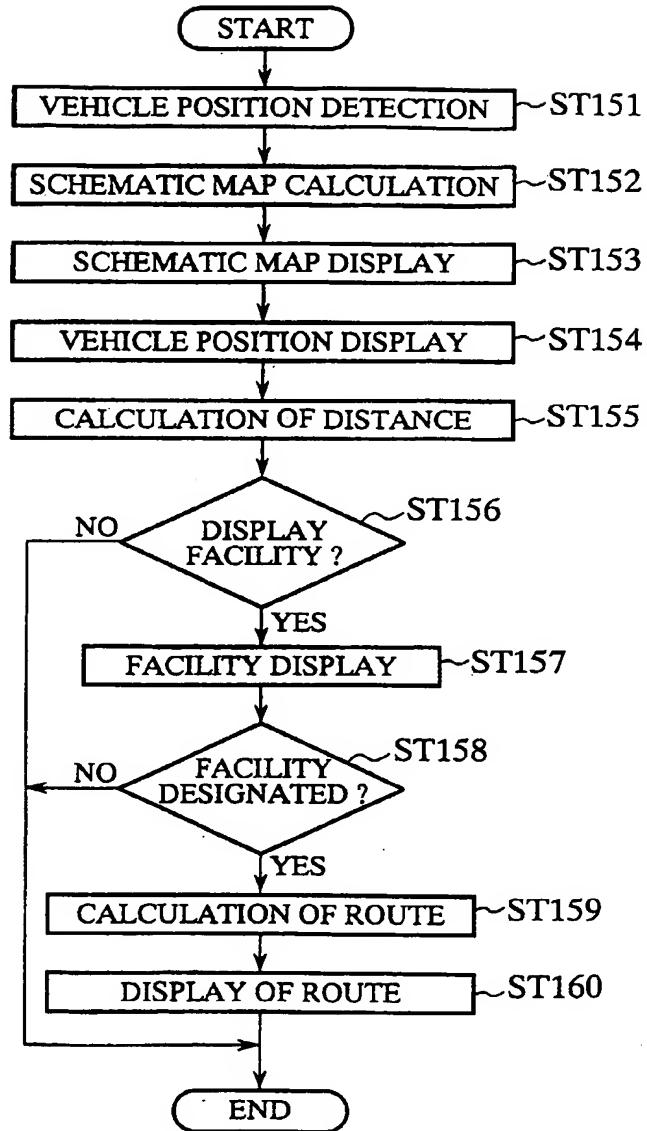 START
VEHICLE POSITION DETECTION
ST151
SCHEMATIC MAP CALCULATION
ST152
SCHEMATIC MAP DISPLAY
ST153
VEHICLE POSITION DISPLAY
ST154
CALCULATION OF DISTANCE
ST155
ST156
NO
DISPLAY
FACILITY ?
YES
FACILITY DISPLAY
ST157
ST158
NO
FACILITY
DESIGNATED ?
YES
CALCULATION OF ROUTE
ST159
DISPLAY OF ROUTE
ST160
END